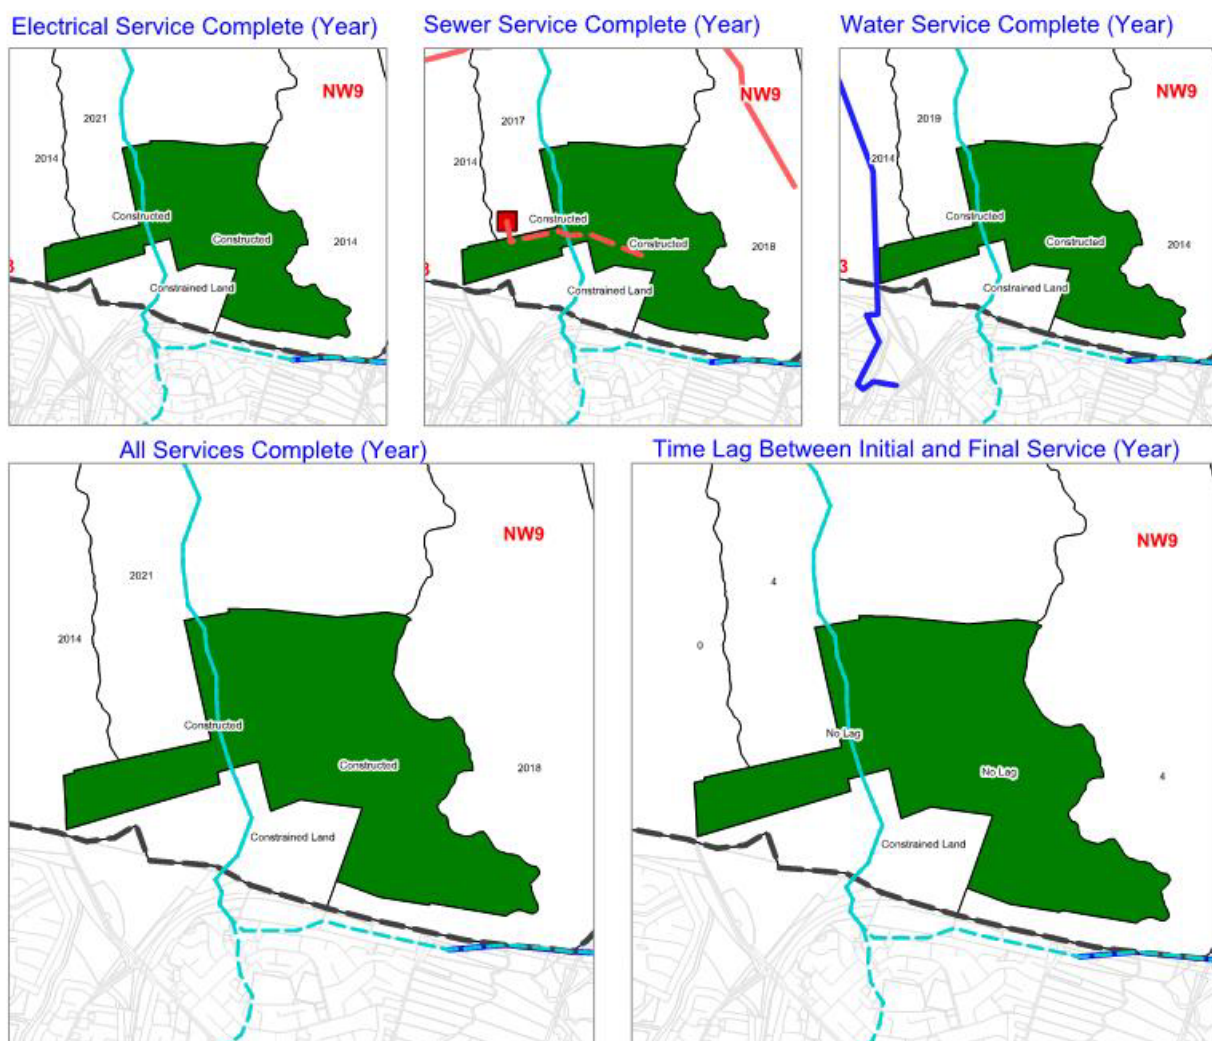 Electrical Service Complete (Year)
Sewer Service Complete (Year)
Water Service Complete (Year)
NW9
2021
2014
Constructed
Constructed
2014
3
Constrained Land
NW9
2017
2014
Constructed
Constructed
2018
3
Constrained Land
NW9
2019
2014
Constructed
Constructed
2014
3
Constrained Land
All Services Complete (Year)
Time Lag Between Initial and Final Service (Year)
NW9
2021
2014
Constructed
Constructed
2018
Constrained Land
NW9
4
0
No Lag
No Lag
4
Constrained Land